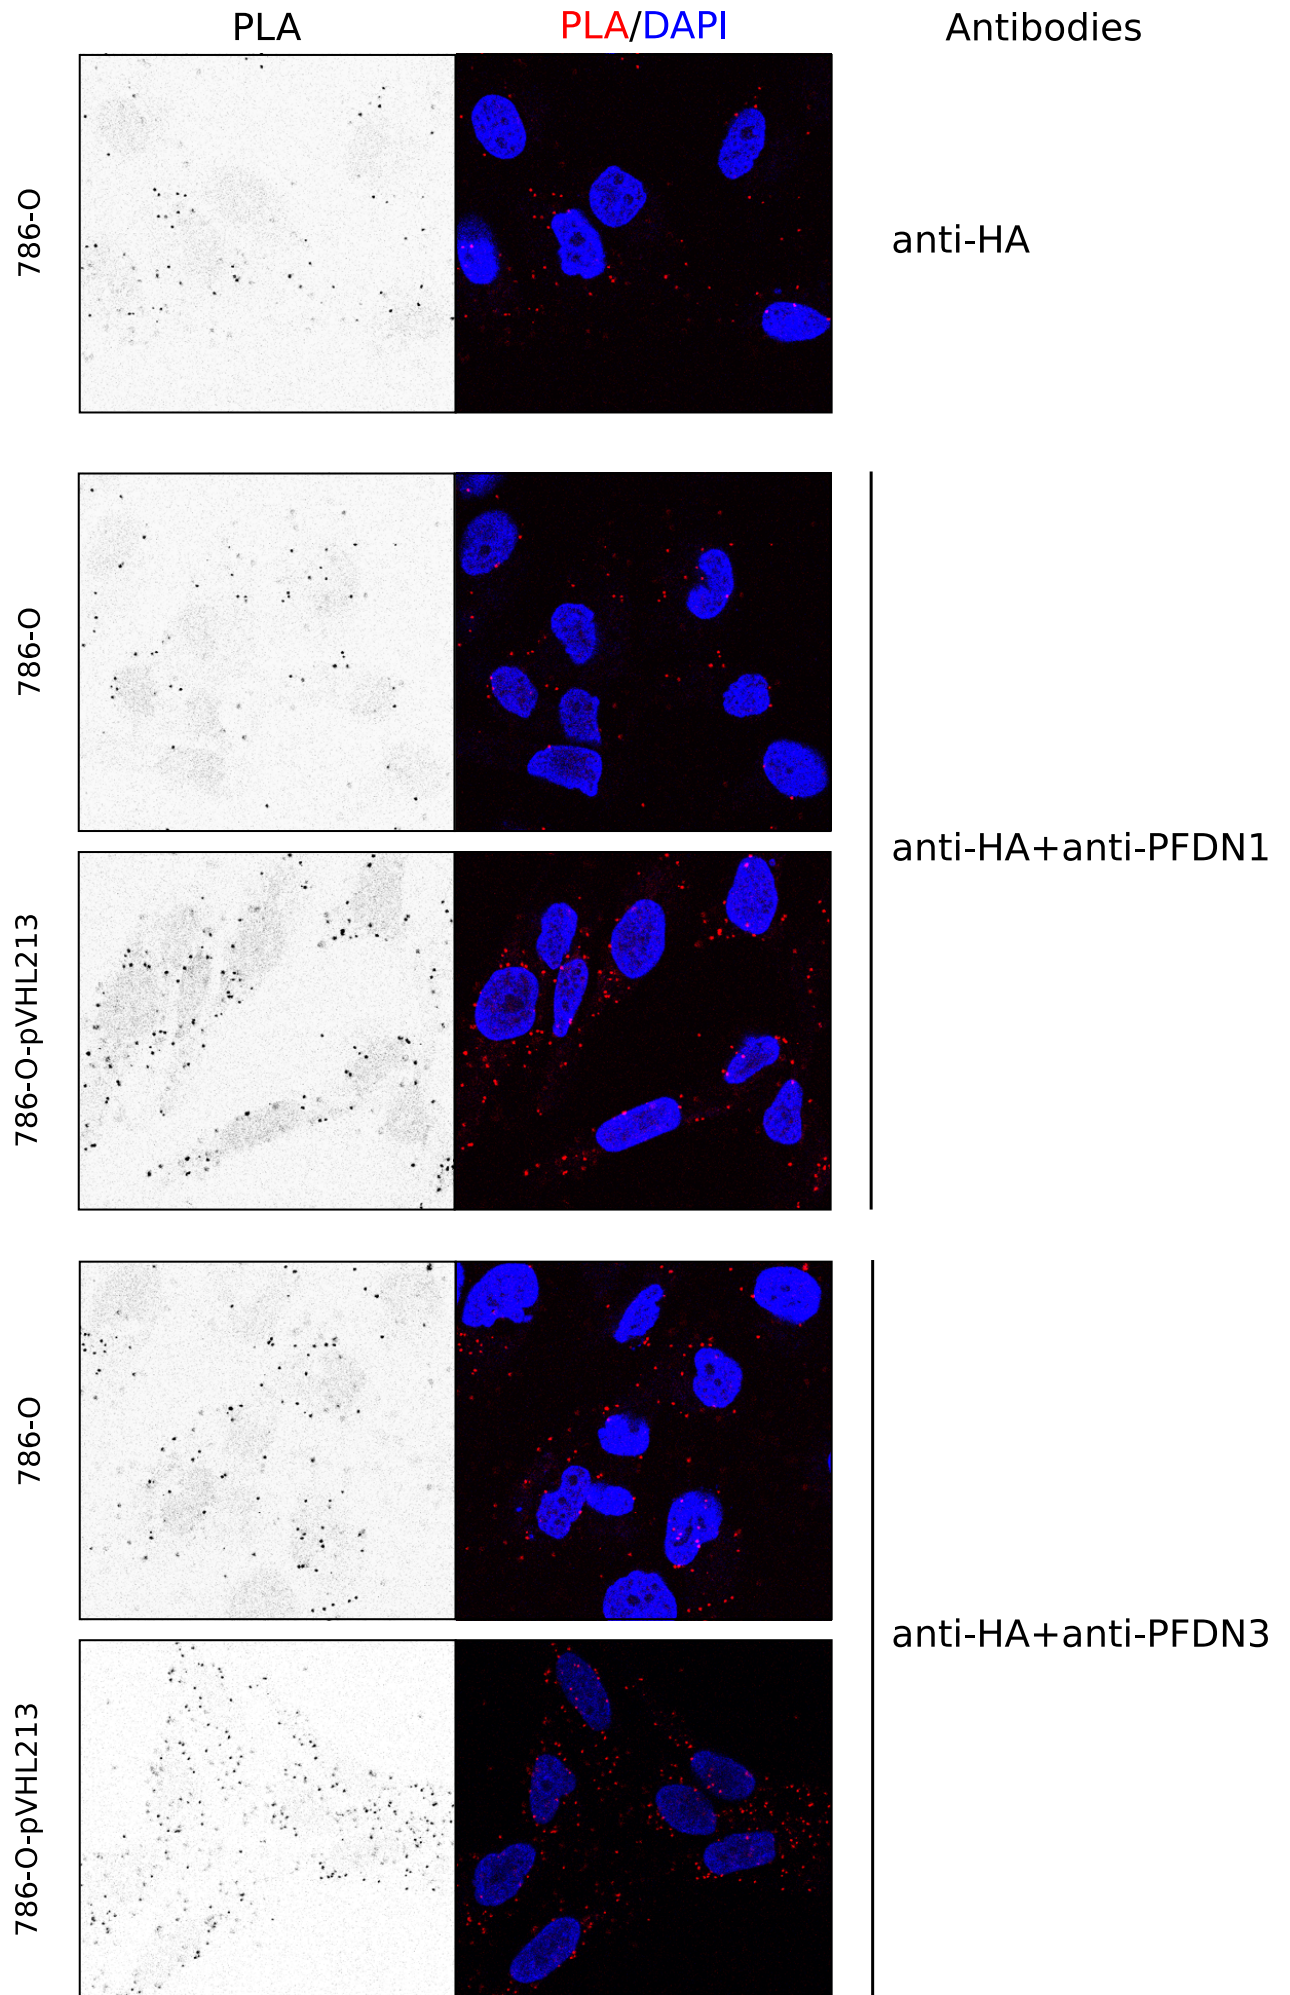 PLA PLA/DAPI Antibodies
786-O
anti-HA
786-O
786-O-pVHL213
anti-HA+anti-PFDN1
786-O
786-O-pVHL213
anti-HA+anti-PFDN3